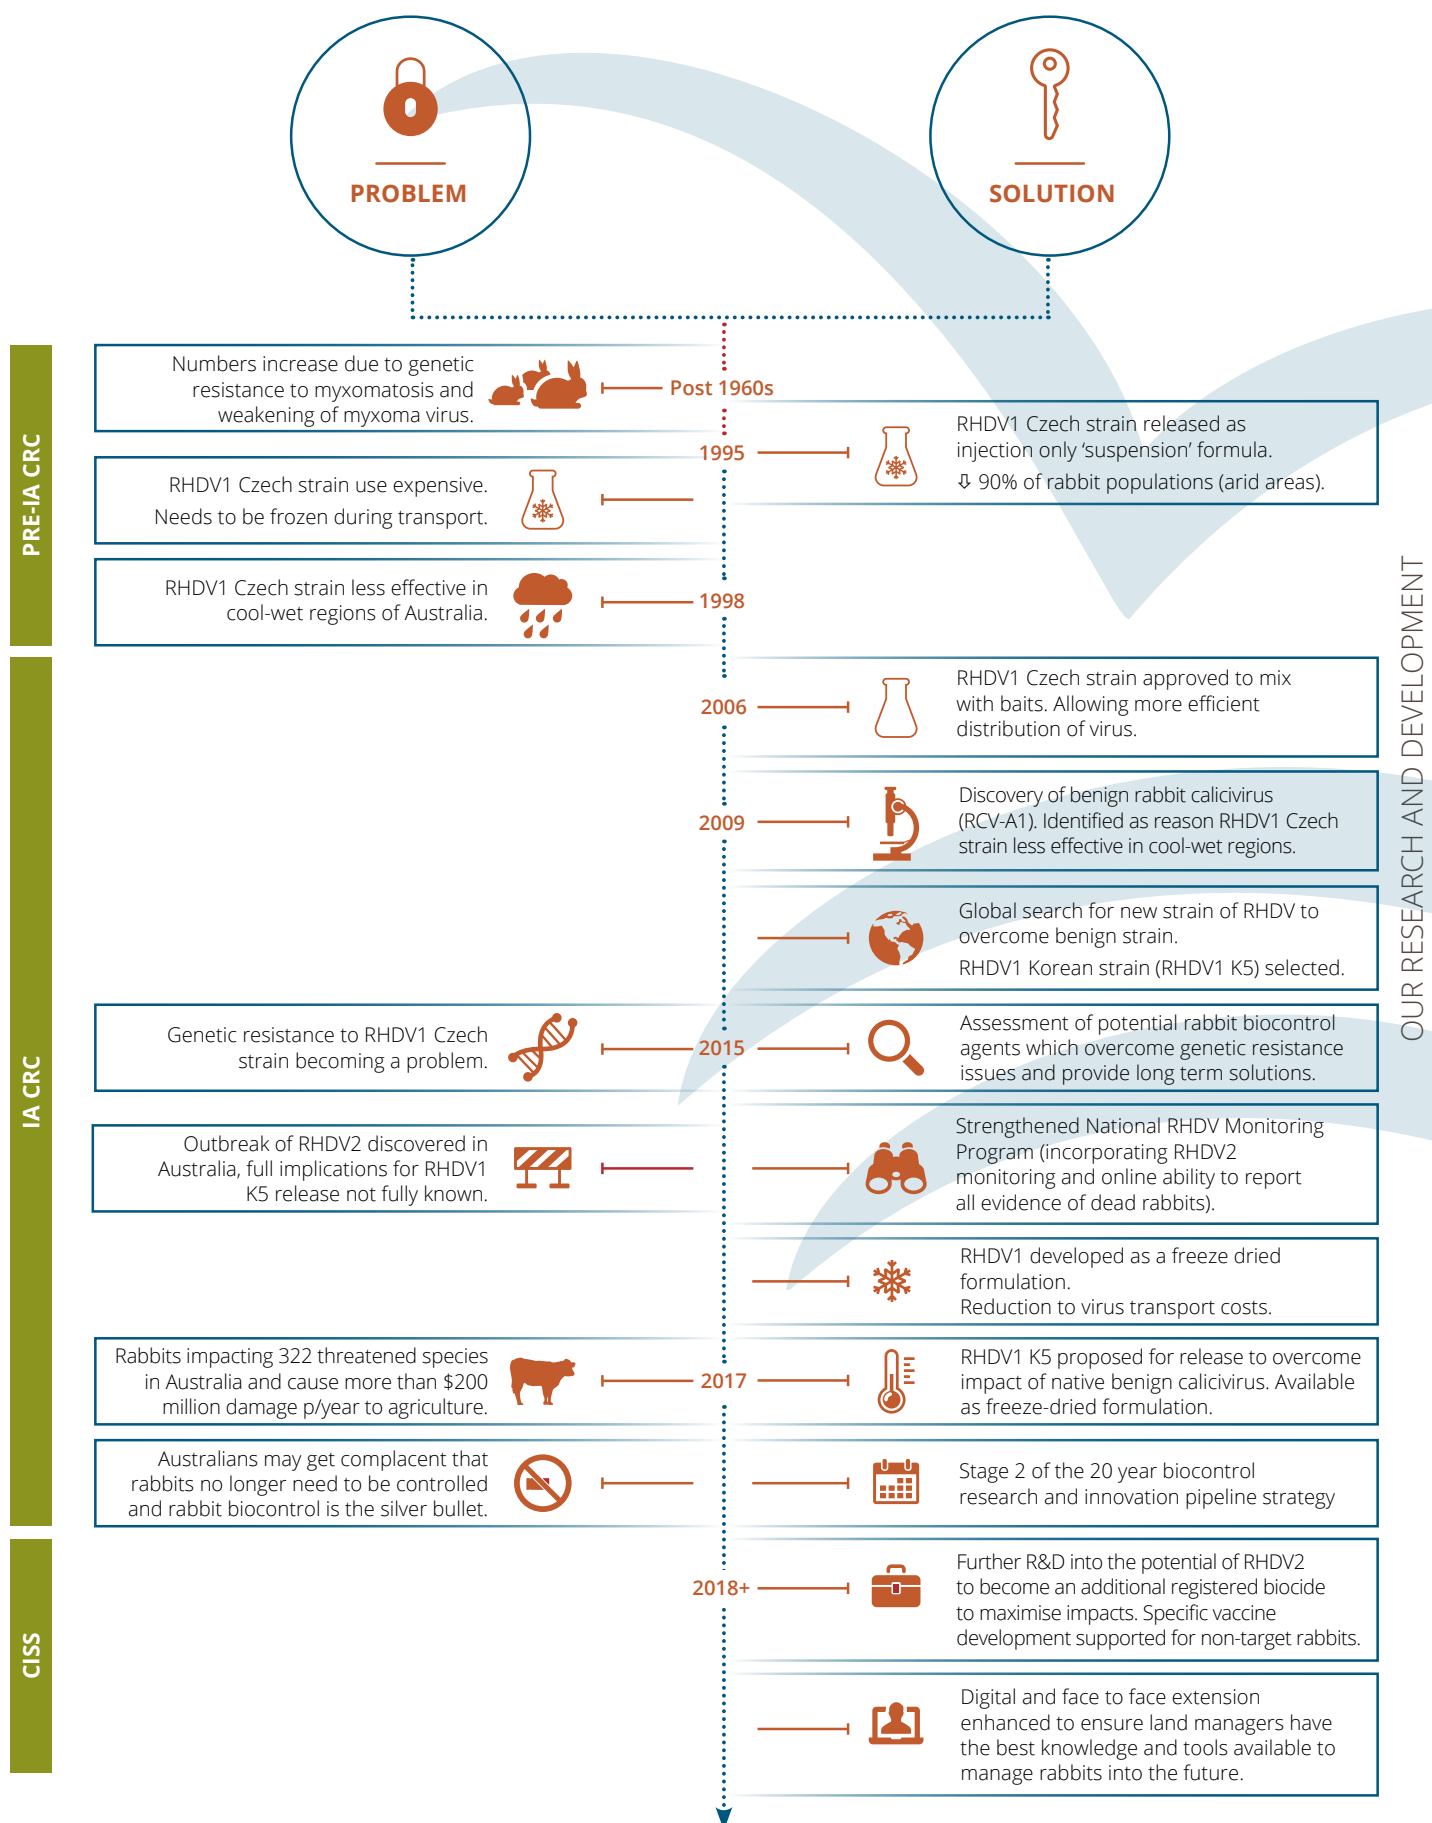 PROBLEM
SOLUTION
PRE-IA CRC
Numbers increase due to genetic
resistance to myxomatosis and
weakening of myxoma virus.
Post 1960s
1995
RHDV1 Czech strain released as
injection only ‘suspension’ formula.
⇩ 90% of rabbit populations (arid areas).
RHDV1 Czech strain use expensive.
Needs to be frozen during transport.
RHDV1 Czech strain less effective in
cool-wet regions of Australia.
1998
IA CRC
2006
RHDV1 Czech strain approved to mix
with baits. Allowing more efficient
distribution of virus.
2009
Discovery of benign rabbit calicivirus
(RCV-A1). Identified as reason RHDV1 Czech
strain less effective in cool-wet regions.
Global search for new strain of RHDV to
overcome benign strain.
RHDV1 Korean strain (RHDV1 K5) selected.
Genetic resistance to RHDV1 Czech
strain becoming a problem.
2015
Assessment of potential rabbit biocontrol
agents which overcome genetic resistance
issues and provide long term solutions.
Outbreak of RHDV2 discovered in
Australia, full implications for RHDV1
K5 release not fully known.
Strengthened National RHDV Monitoring
Program (incorporating RHDV2
monitoring and online ability to report
all evidence of dead rabbits).
RHDV1 developed as a freeze dried
formulation.
Reduction to virus transport costs.
Rabbits impacting 322 threatened species
in Australia and cause more than $200
million damage p/year to agriculture.
2017
RHDV1 K5 proposed for release to overcome
impact of native benign calicivirus. Available
as freeze-dried formulation.
Australians may get complacent that
rabbits no longer need to be controlled
and rabbit biocontrol is the silver bullet.
Stage 2 of the 20 year biocontrol
research and innovation pipeline strategy
CISS
2018+
Further R&D into the potential of RHDV2
to become an additional registered biocide
to maximise impacts. Specific vaccine
development supported for non-target rabbits.
Digital and face to face extension
enhanced to ensure land managers have
the best knowledge and tools available to
manage rabbits into the future.
OUR RESEARCH AND DEVELOPMENT